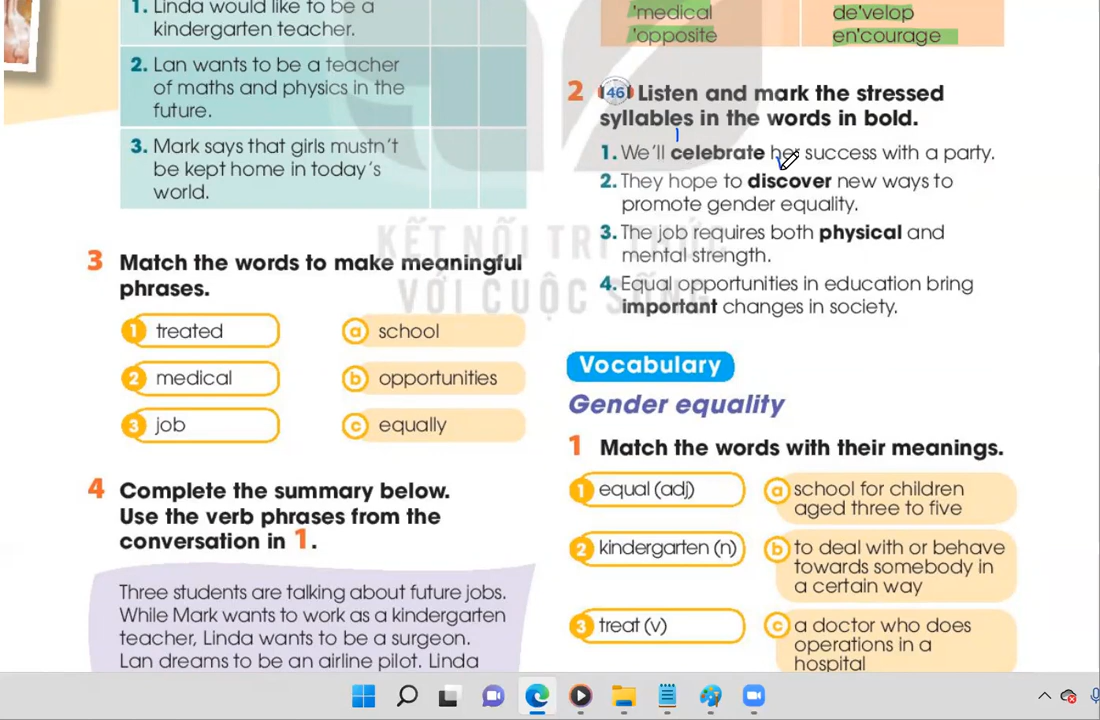 1. Linda would like to be a
kindergarten teacher.
2. Lan wants to be a teacher
of maths and physics in the
future.
3. Mark says that girls mustn't
be kept home in today's
world.
3 Match the words to make meaningful
phrases.
1 treated
a school
2 medical
b opportunities
3 job
c equally
4 Complete the summary below.
Use the verb phrases from the
conversation in 1.
Three students are talking about future jobs.
While Mark wants to work as a kindergarten
teacher, Linda wants to be a surgeon.
Lan dreams to be an airline pilot. Linda
'medical
de'velop
'opposite
en'courage
2 46 Listen and mark the stressed
syllables in the words in bold.
1. We'll celebrate her success with a party.
2. They hope to discover new ways to
promote gender equality.
3. The job requires both physical and
mental strength.
4. Equal opportunities in education bring
important changes in society.
Vocabulary
Gender equality
1 Match the words with their meanings.
1 equal (adj)
a school for children
aged three to five
2 kindergarten (n)
b to deal with or behave
towards somebody in
a certain way
3 treat (v)
c a doctor who does
operations in a
hospital
KẾT NỐI TRI THỨC
VỚI CUỘC SỐNG